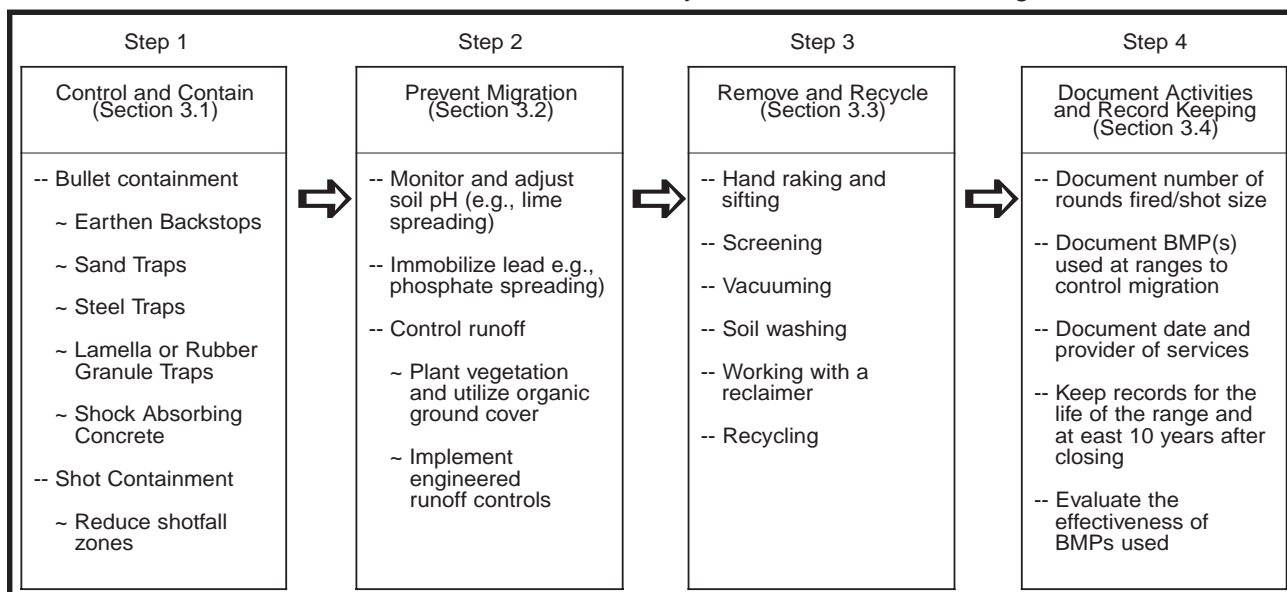 Step 1
Control and Contain
(Section 3.1)
-- Bullet containment
~ Earthen Backstops
~ Sand Traps
~ Steel Traps
~ Lamella or Rubber
Granule Traps
~ Shock Absorbing
Concrete
-- Shot Containment
~ Reduce shotfall
zones
Step 2
Prevent Migration
(Section 3.2)
-- Monitor and adjust
soil pH (e.g., lime
spreading)
-- Immobilize lead e.g.,
phosphate spreading)
-- Control runoff
~ Plant vegetation
and utilize organic
ground cover
~ Implement
engineered
runoff controls
Step 3
Remove and Recycle
(Section 3.3)
-- Hand raking and
sifting
-- Screening
-- Vacuuming
-- Soil washing
-- Working with a
reclaimer
-- Recycling
Step 4
Document Activities
and Record Keeping
(Section 3.4)
-- Document number of
rounds fired/shot size
-- Document BMP(s)
used at ranges to
control migration
-- Document date and
provider of services
-- Keep records for the
life of the range and
at east 10 years after
closing
-- Evaluate the
effectiveness of
BMPs used